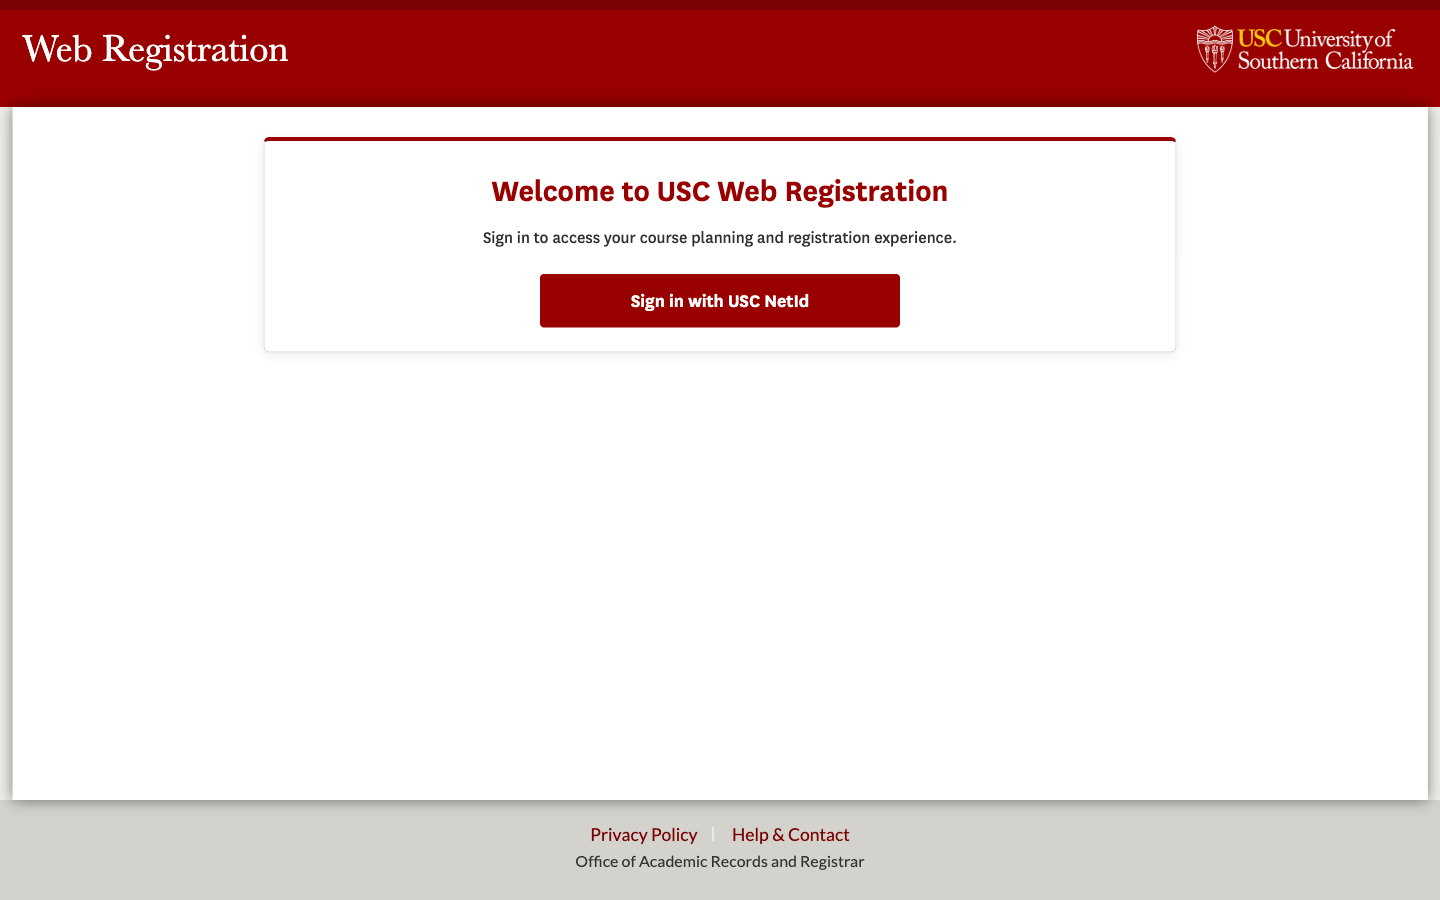 Web Registration
USC University of
Southern California
Welcome to USC Web Registration
Sign in to access your course planning and registration experience.
Sign in with USC NetId
Privacy Policy
Help & Contact
Office of Academic Records and Registrar